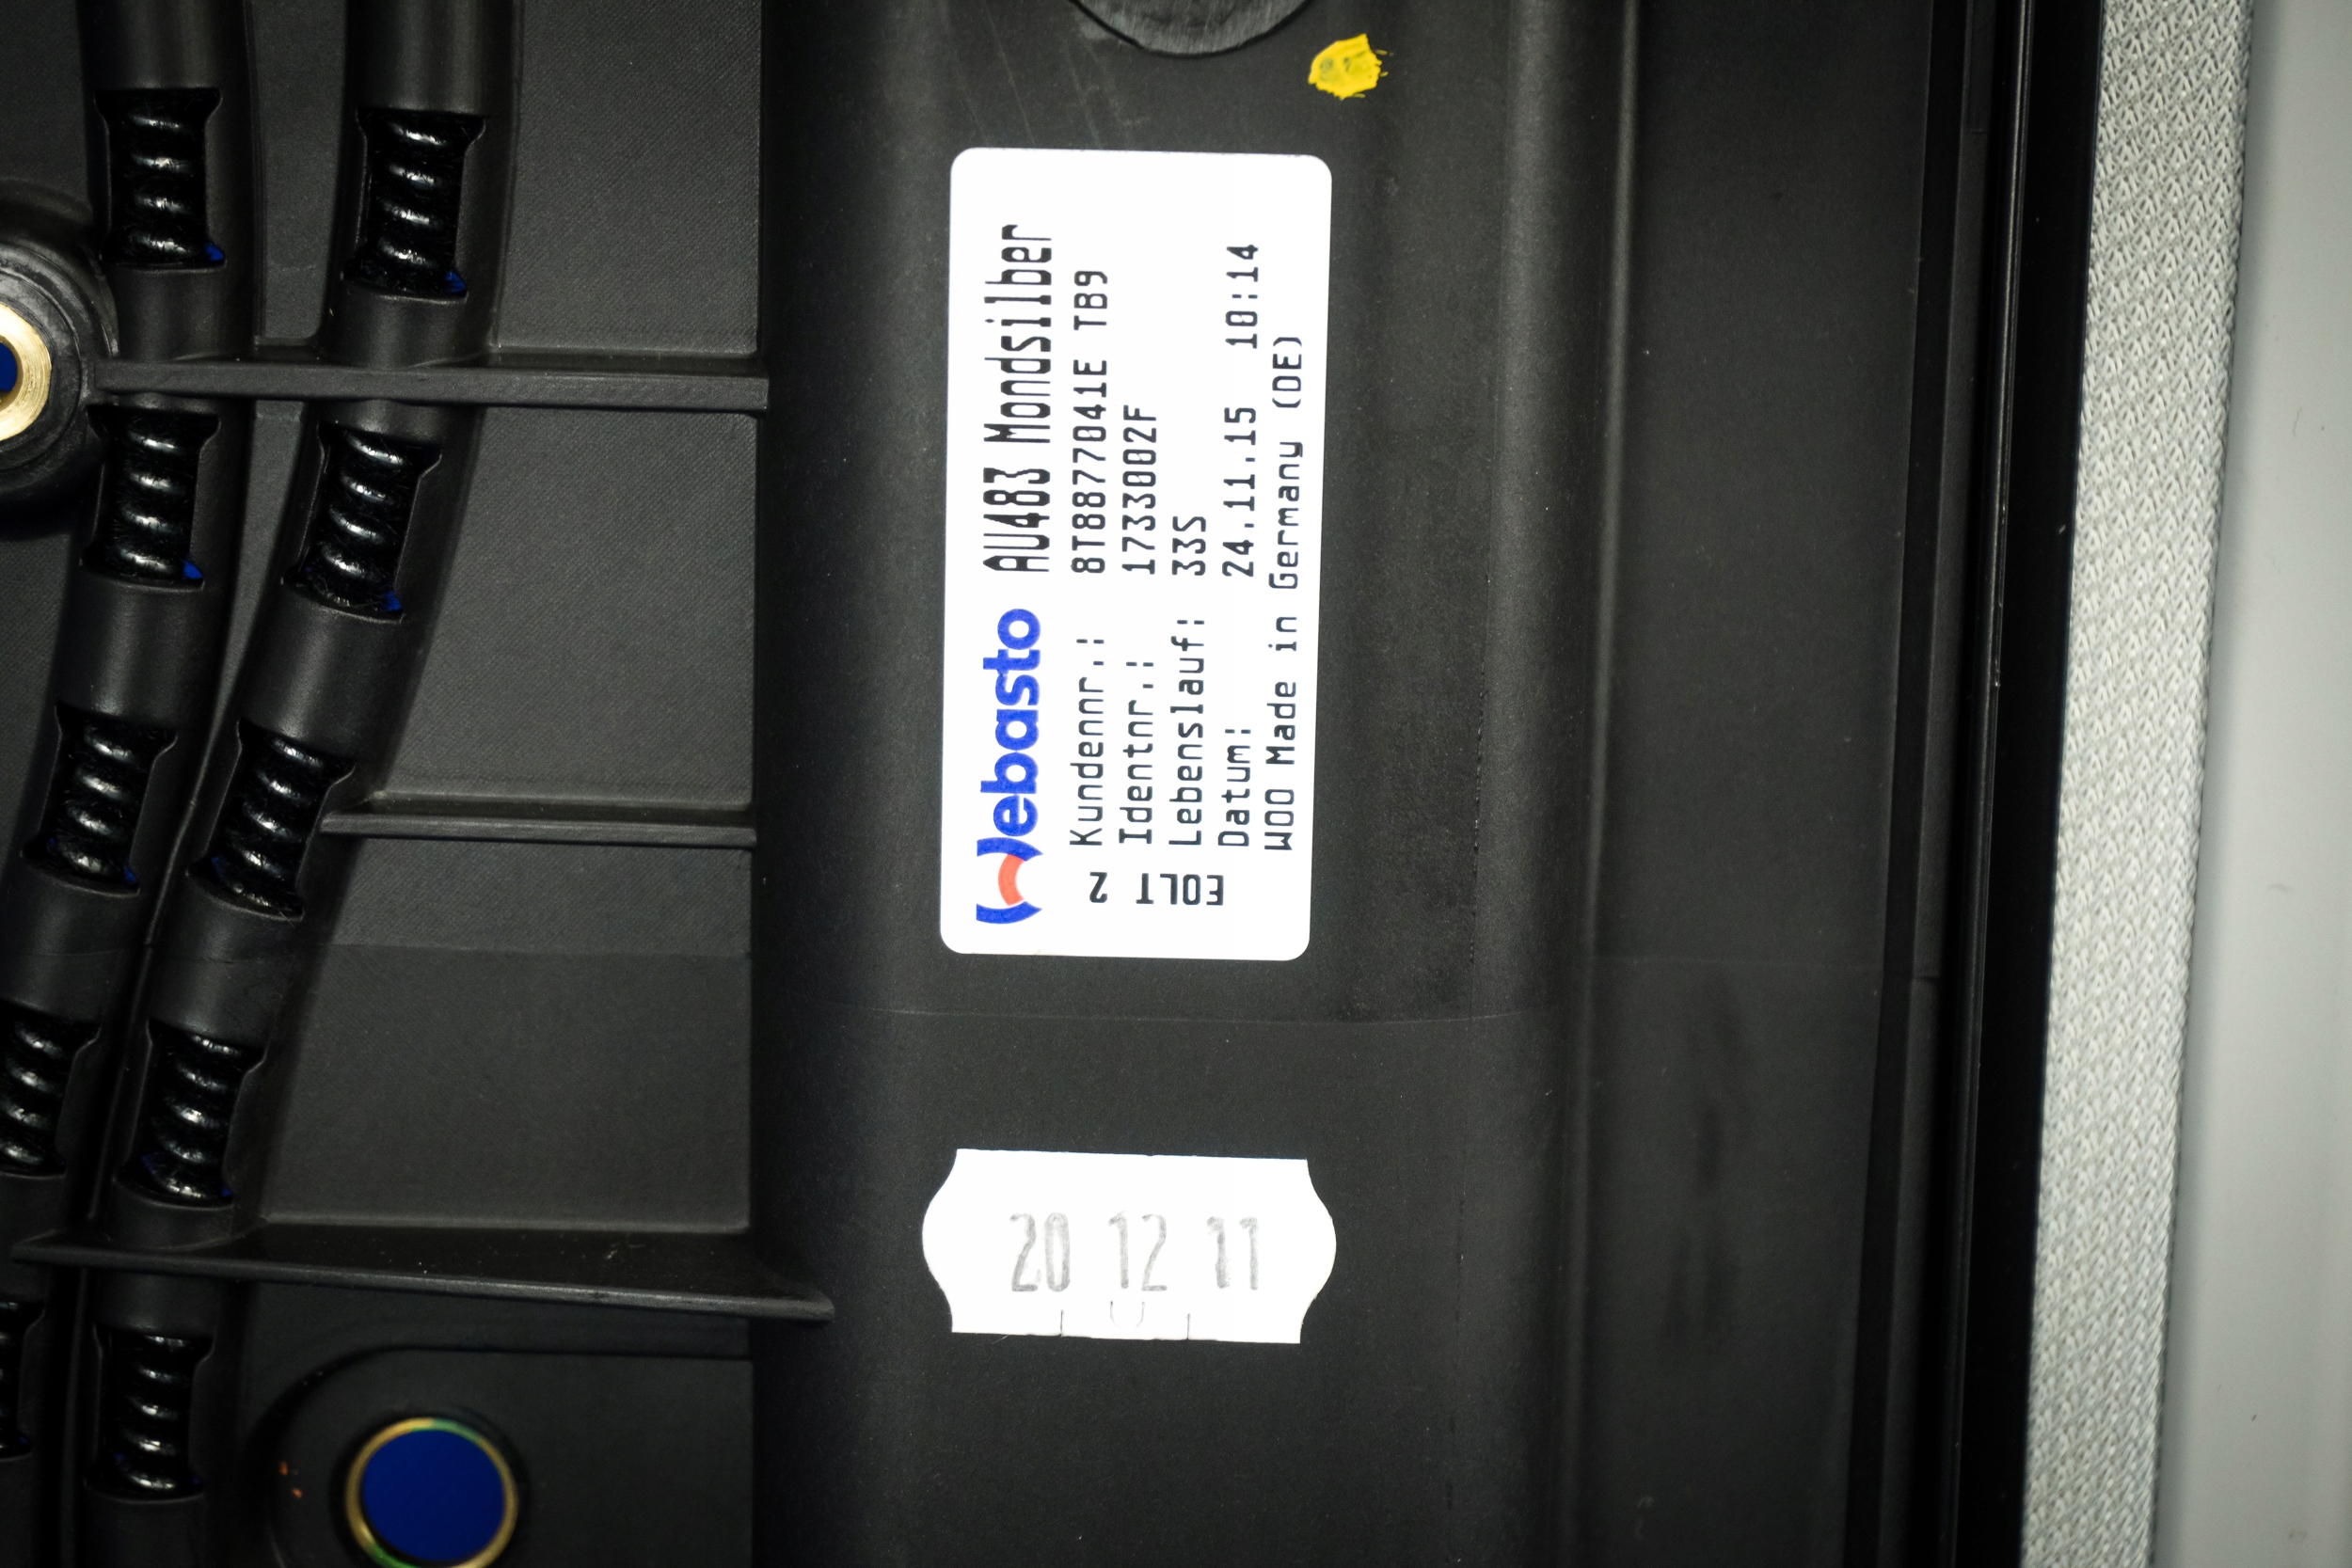 Webasto AU483 Mondsilber
Kundennr.: 8T8877041E TB9
Identnr.: 1733002F
Lebenslauf: 33S
Datum: 24.11.15 10:14
WOO Made in Germany (DE)
EOLT 2
20 12 11